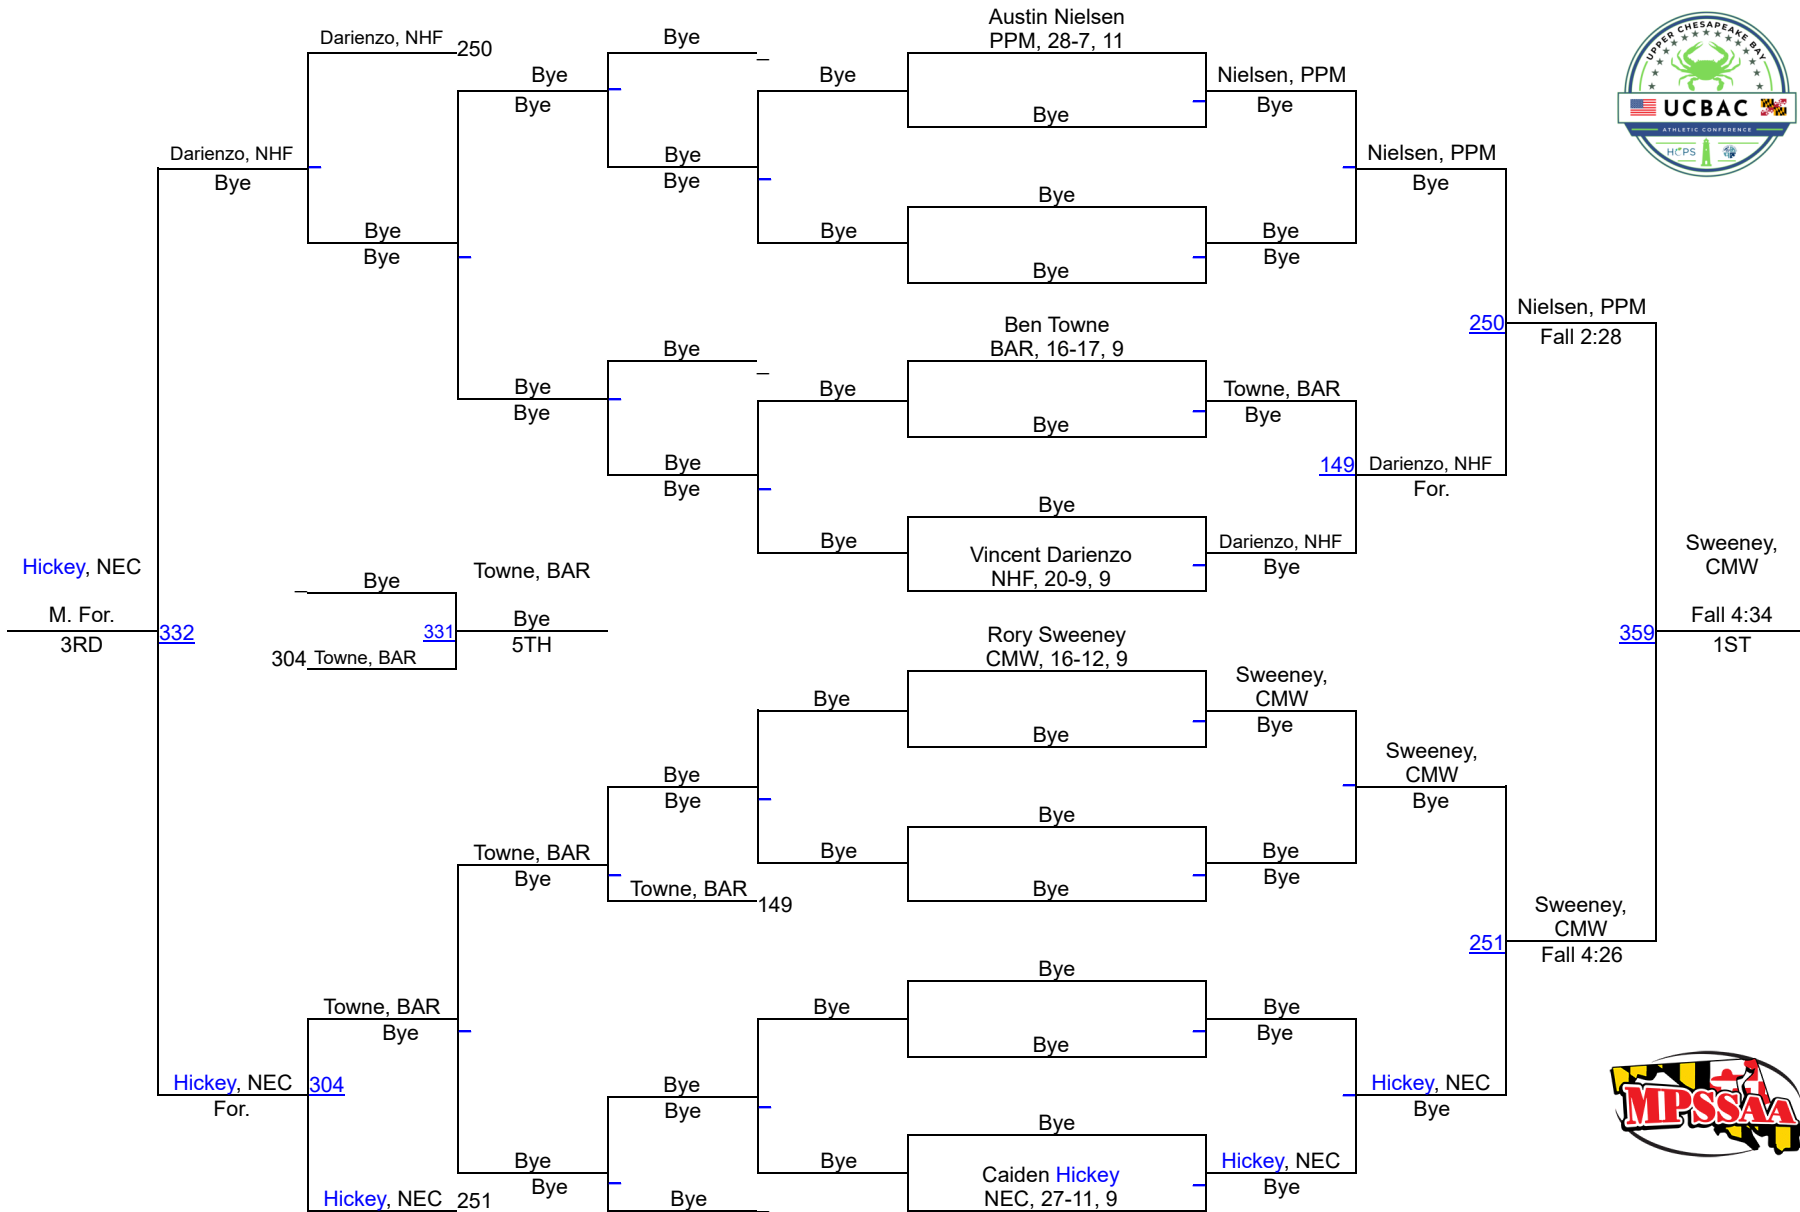 Austin Nielsen
PPM, 28-7, 11
Darienzo, NHF 250
Bye
UPPER CHESAPEAKE BAY
Bye
Bye
Nielsen, PPM
Bye
Bye
Bye
UCBAC
ATHLETIC CONFERENCE
HCPS
Darienzo, NHF
Bye
Bye
Bye
Nielsen, PPM
Bye
Bye
Bye
Bye
Bye
Bye
Bye
Bye
Bye
Nielsen, PPM
250
Fall 2:28
Ben Towne
BAR, 16-17, 9
Bye
Bye
Bye
Bye
Towne, BAR
Bye
Bye
Bye
Bye
149 Darienzo, NHF
For.
Bye
Bye
Vincent Darienzo
NHF, 20-9, 9
Darienzo, NHF
Bye
Hickey, NEC
M. For.
3RD
332
Bye
Towne, BAR
331
Bye
5TH
304 Towne, BAR
Sweeney,
CMW
Fall 4:34
359
1ST
Rory Sweeney
CMW, 16-12, 9
Bye
Bye
Sweeney,
CMW
Bye
Bye
Bye
Sweeney,
CMW
Bye
Towne, BAR
Bye
Towne, BAR 149
Bye
Bye
Bye
Bye
Bye
Sweeney,
CMW
251
Fall 4:26
Towne, BAR
Bye
Bye
Bye
Bye
Bye
Bye
Hickey, NEC 304
For.
Bye
Bye
Hickey, NEC
Bye
Bye
Bye
Bye
Bye
Caiden Hickey
NEC, 27-11, 9
Hickey, NEC
Bye
Hickey, NEC 251
Bye
MPSSAA